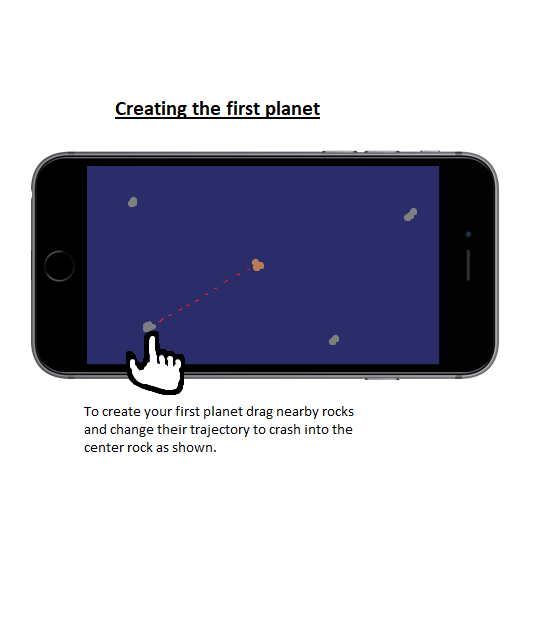 Creating the first planet
To create your first planet drag nearby rocks
and change their trajectory to crash into the
center rock as shown.